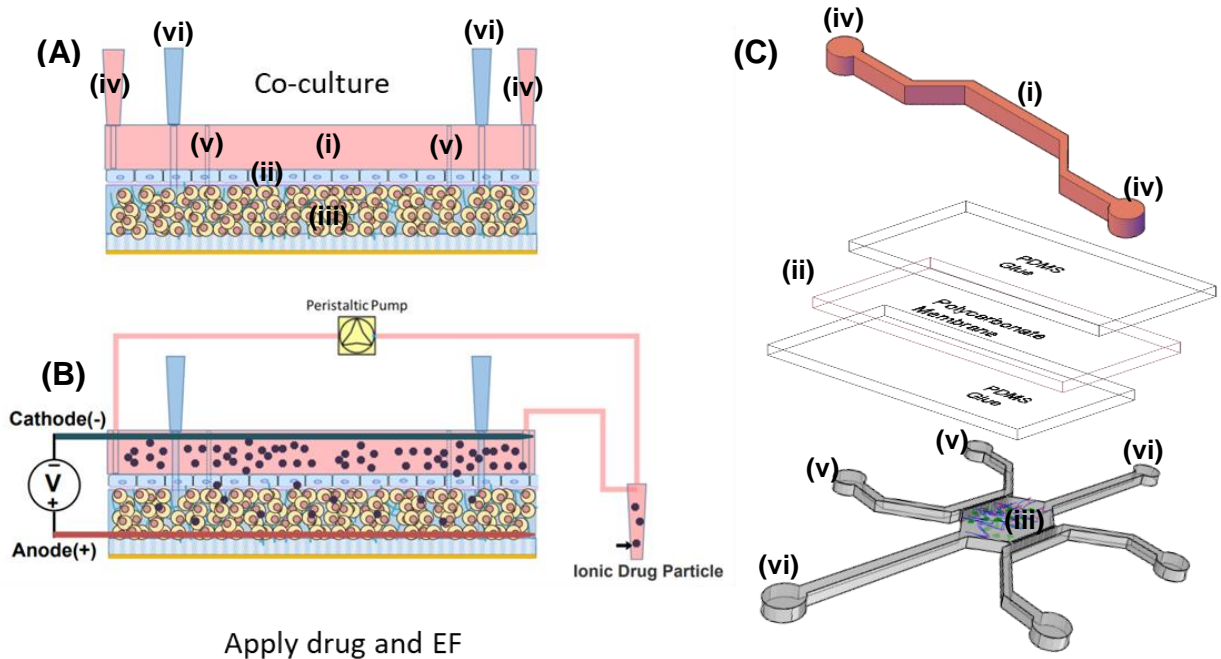 (A)
(vi)
(vi)
(iv)
Co-culture
(iv)
(v)
(i)
(v)
(ii)
(iii)
Peristaltic Pump
(B)
Cathode(-)
V
+
Anode(+)
Ionic Drug Particle
Apply drug and EF
(C)
(iv)
(i)
(iv)
PDMS
Glue
(ii)
Polycarbonate
Membrane
PDMS
Glue
(v)
(v)
(vi)
(iii)
(vi)